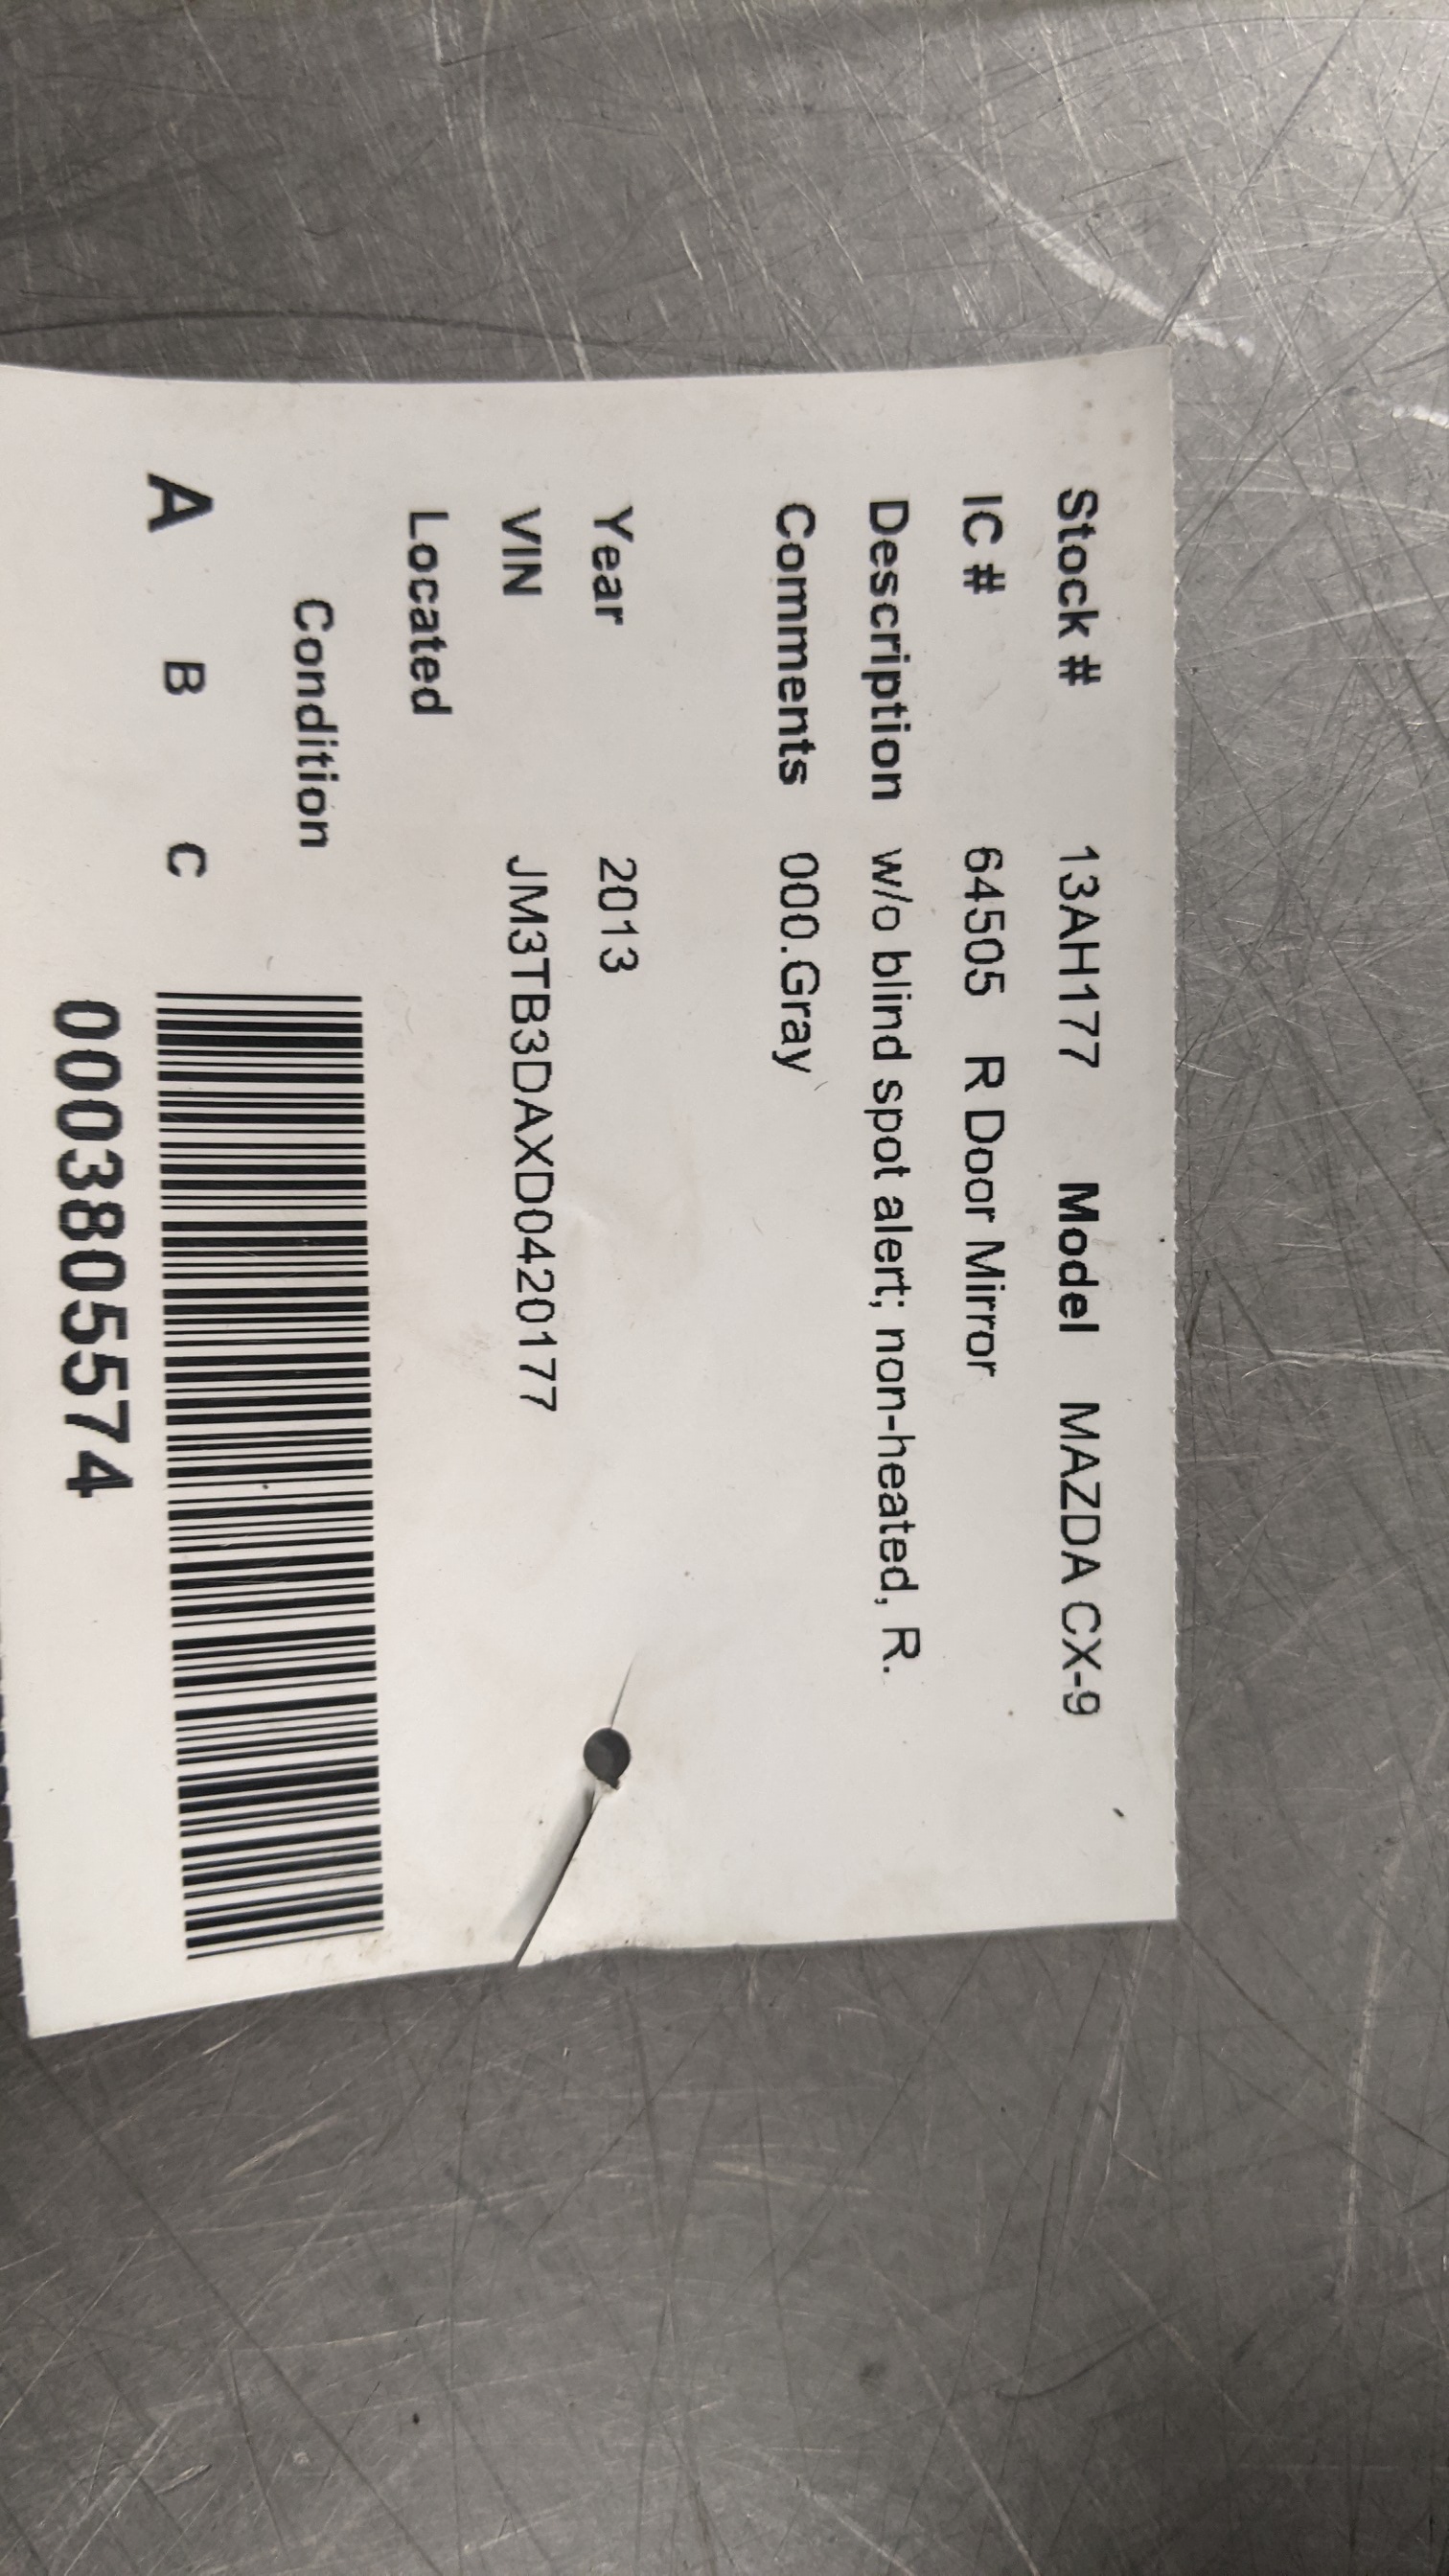 Stock # 13AH177 Model MAZDA CX-9
IC # 64505 R Door Mirror
Description w/o blind spot alert; non-heated, R.
Comments 000.Gray
Year 2013
VIN JM3TB3DAXD0420177
Located
Condition
A B C
0003805574